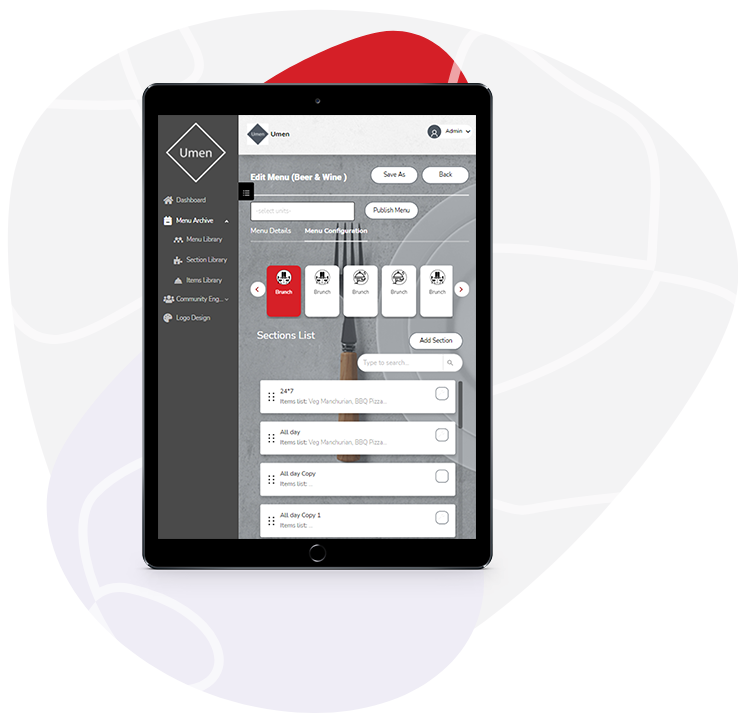 Umen
Dashboard
Menu Archive
Menu Library
Section Library
Items Library
Community Eng...
Logo Design
Umen Umen
Admin
Edit Menu (Beer & Wine )
Save As
Back
-select units-
Publish Menu
Menu Details
Menu Configuration
Brunch
Brunch
Brunch
Brunch
Brunch
Sections List
Add Section
Type to search...
24*7
Items list: Veg Manchurian, BBQ Pizza...
All day
Items list: Veg Manchurian, BBQ Pizza...
All day Copy
Items list: ...
All day Copy 1
Items list: ...